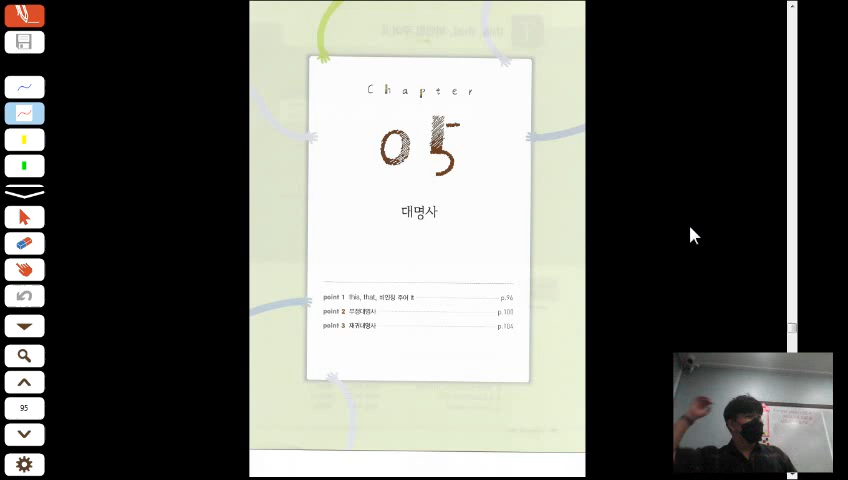 Chapter
05
대명사
point 1 this, that, 비인칭 주어 it p.96
point 2 부정대명사 p.100
point 3 재귀대명사 p.104
95